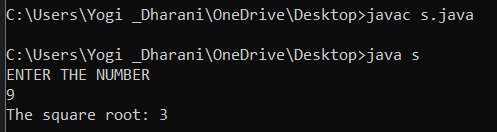 C:\Users\Yogi _Dharani\OneDrive\Desktop>javac s.java
C:\Users\Yogi _Dharani\OneDrive\Desktop>java s
ENTER THE NUMBER
9
The square root: 3